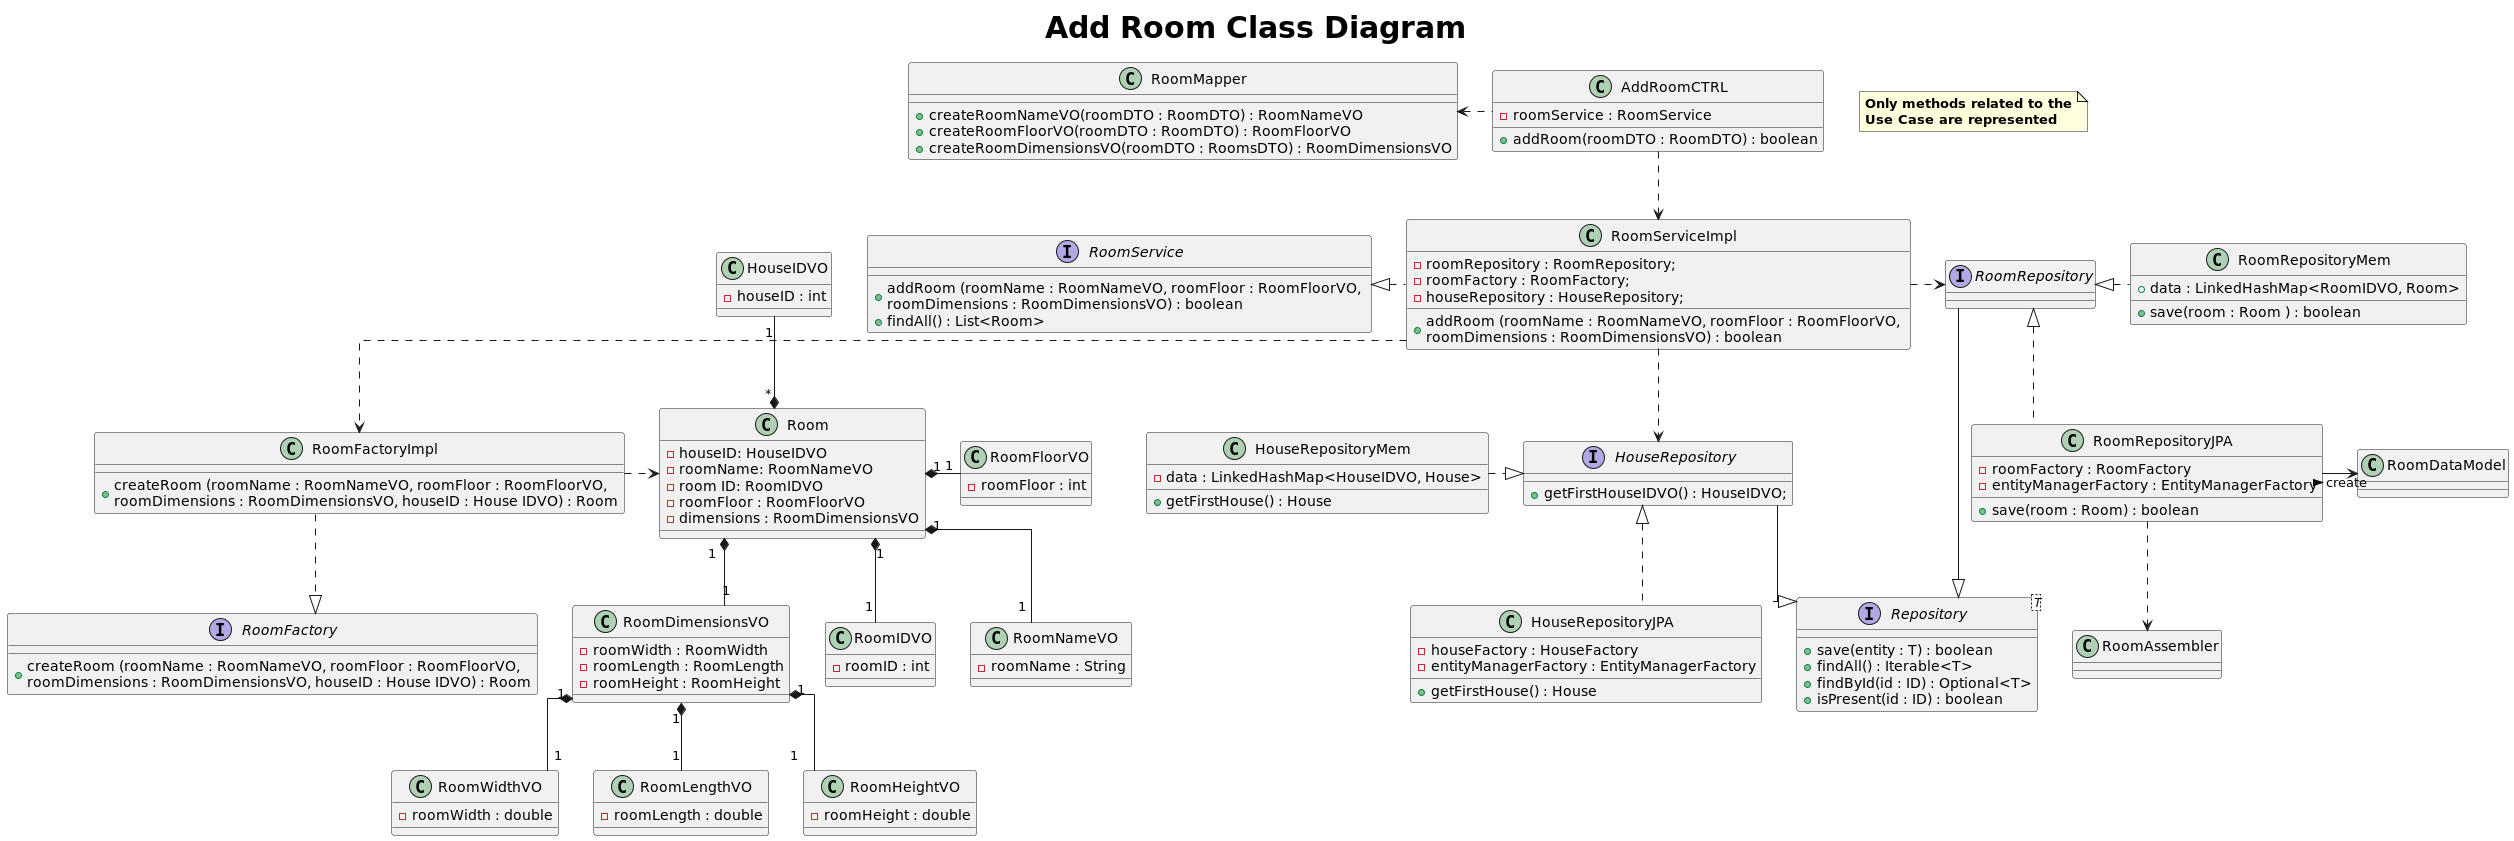 Add Room Class Diagram
C RoomMapper
createRoomNameVO(roomDTO : RoomDTO) : RoomNameVO
createRoomFloorVO(roomDTO : RoomDTO) : RoomFloorVO
createRoomDimensionsVO(roomDTO : RoomsDTO) : RoomDimensionsVO
C AddRoomCTRL
roomService : RoomService
addRoom(roomDTO : RoomDTO) : boolean
Only methods related to the
Use Case are represented
C HouseIDVO
houseID : int
I RoomService
addRoom (roomName : RoomNameVO, roomFloor : RoomFloorVO,
roomDimensions : RoomDimensionsVO) : boolean
findAll() : List<Room>
C RoomServiceImpl
roomRepository : RoomRepository;
roomFactory : RoomFactory;
houseRepository : HouseRepository;
addRoom (roomName : RoomNameVO, roomFloor : RoomFloorVO,
roomDimensions : RoomDimensionsVO) : boolean
I RoomRepository
C RoomRepositoryMem
data : LinkedHashMap<RoomIDVO, Room>
save(room : Room ) : boolean
1
*
C RoomFactoryImpl
createRoom (roomName : RoomNameVO, roomFloor : RoomFloorVO,
roomDimensions : RoomDimensionsVO, houseID : House IDVO) : Room
C Room
houseID: HouseIDVO
roomName: RoomNameVO
room ID: RoomIDVO
roomFloor : RoomFloorVO
dimensions : RoomDimensionsVO
1 1
C RoomFloorVO
roomFloor : int
C HouseRepositoryMem
data : LinkedHashMap<HouseIDVO, House>
getFirstHouse() : House
I HouseRepository
getFirstHouseIDVO() : HouseIDVO;
C RoomRepositoryJPA
roomFactory : RoomFactory
entityManagerFactory : EntityManagerFactory
save(room : Room) : boolean
create
C RoomDataModel
1
1
1
1
1
1
I RoomFactory
createRoom (roomName : RoomNameVO, roomFloor : RoomFloorVO,
roomDimensions : RoomDimensionsVO, houseID : House IDVO) : Room
C RoomDimensionsVO
roomWidth : RoomWidth
roomLength : RoomLength
roomHeight : RoomHeight
C RoomIDVO
roomID : int
C RoomNameVO
roomName : String
C HouseRepositoryJPA
houseFactory : HouseFactory
entityManagerFactory : EntityManagerFactory
getFirstHouse() : House
I Repository
T
save(entity : T) : boolean
findAll() : Iterable<T>
findById(id : ID) : Optional<T>
isPresent(id : ID) : boolean
C RoomAssembler
1
1
1
1
1
1
C RoomWidthVO
roomWidth : double
C RoomLengthVO
roomLength : double
C RoomHeightVO
roomHeight : double